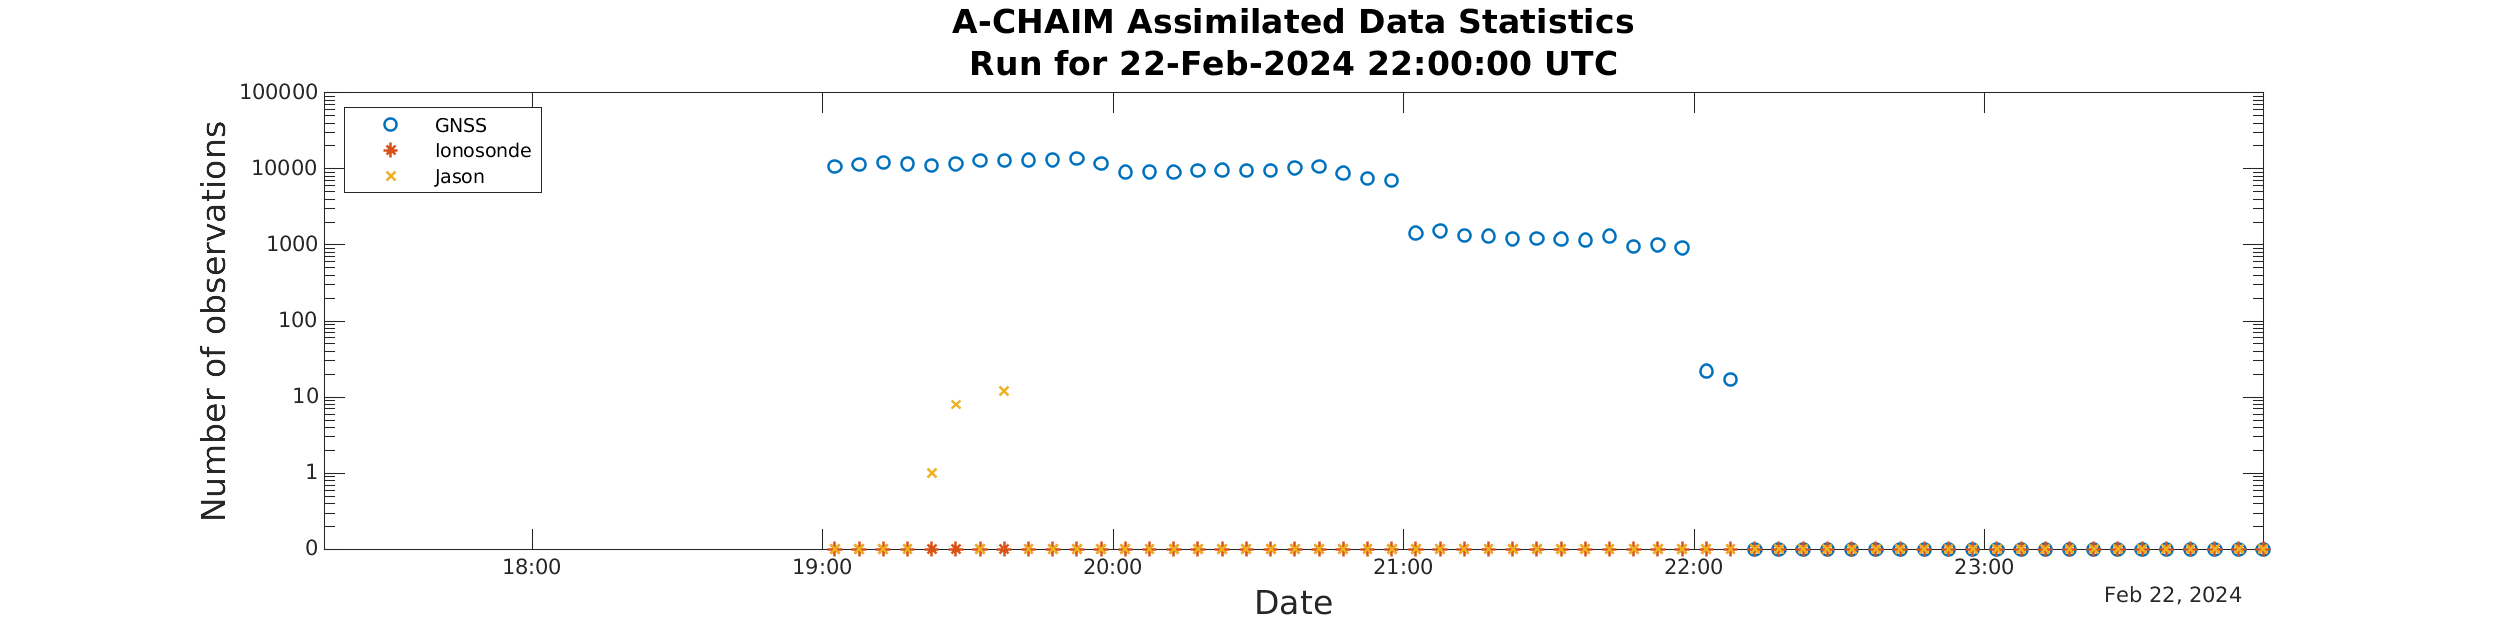 A-CHAIM Assimilated Data Statistics
Run for 22-Feb-2024 22:00:00 UTC
Number of observations
100000
10000
1000
100
10
1
0
GNSS
Ionosonde
Jason
18:00
19:00
20:00
21:00
22:00
23:00
Feb 22, 2024
Date